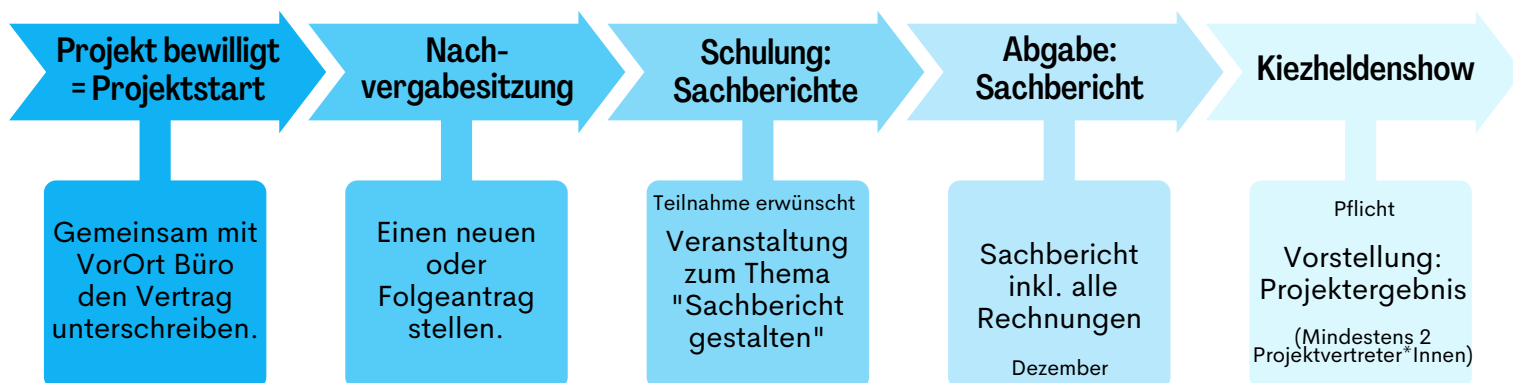 Projekt bewilligt
= Projektstart
Nach-
vergabesitzung
Schulung:
Sachberichte
Abgabe:
Sachbericht
Kiezheldenshow
Gemeinsam mit
VorOrt Büro
den Vertrag
unterschreiben.
Einen neuen
oder
Folgeantrag
stellen.
Teilnahme erwünscht
Veranstaltung
zum Thema
"Sachbericht
gestalten"
Sachbericht
inkl. alle
Rechnungen
Dezember
Pflicht
Vorstellung:
Projektergebnis
(Mindestens 2
Projektvertreter*Innen)